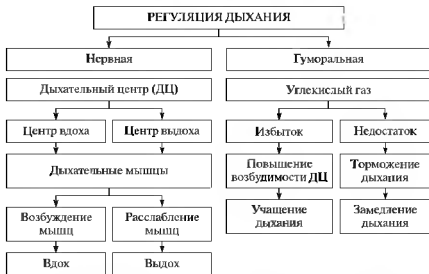 РЕГУЛЯЦИЯ ДЫХАНИЯ
Нервная
Гуморальная
Дыхательный центр (ДЦ)
Углекислый газ
Центр вдоха
Центр выдоха
Избыток
Недостаток
Дыхательные мышцы
Повышение
возбудимости ДЦ
Торможение
дыхания
Возбуждение
мышц
Расслабление
мышц
Учащение
дыхания
Замедление
дыхания
Вдох
Выдох